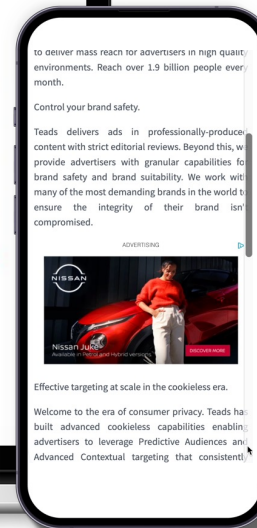 to deliver mass reach for advertisers in high quality
environments. Reach over 1.9 billion people every
month.
Control your brand safety.
Teads delivers ads in professionally-produced
content with strict editorial reviews. Beyond this, we
provide advertisers with granular capabilities for
brand safety and brand suitability. We work with
many of the most demanding brands in the world to
ensure the integrity of their brand isn't
compromised.
ADVERTISING
NISSAN
Nissan Juke
Available in Petrol and Hybrid versions
DISCOVER MORE
Effective targeting at scale in the cookieless era.
Welcome to the era of consumer privacy. Teads has
built advanced cookieless capabilities enabling
advertisers to leverage Predictive Audiences and
Advanced Contextual targeting that consistently